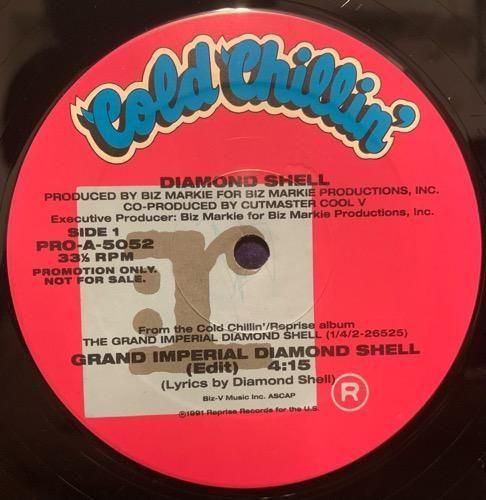 Cold Chillin'
DIAMOND SHELL
PRODUCED BY BIZ MARKIE FOR BIZ MARKIE PRODUCTIONS, INC.
CO-PRODUCED BY CUTMASTER COOL V
Executive Producer: Biz Markie for Biz Markie Productions, Inc.
SIDE 1
PRO-A-5052
33⅓ RPM
PROMOTION ONLY.
NOT FOR SALE.
:r
From the Cold Chillin'/Reprise album
THE GRAND IMPERIAL DIAMOND SHELL (1/4/2-26525)
GRAND IMPERIAL DIAMOND SHELL
(Edit) 4:15
(Lyrics by Diamond Shell)
Biz-V Music Inc. ASCAP
R
℗1991 Reprise Records for the U.S.